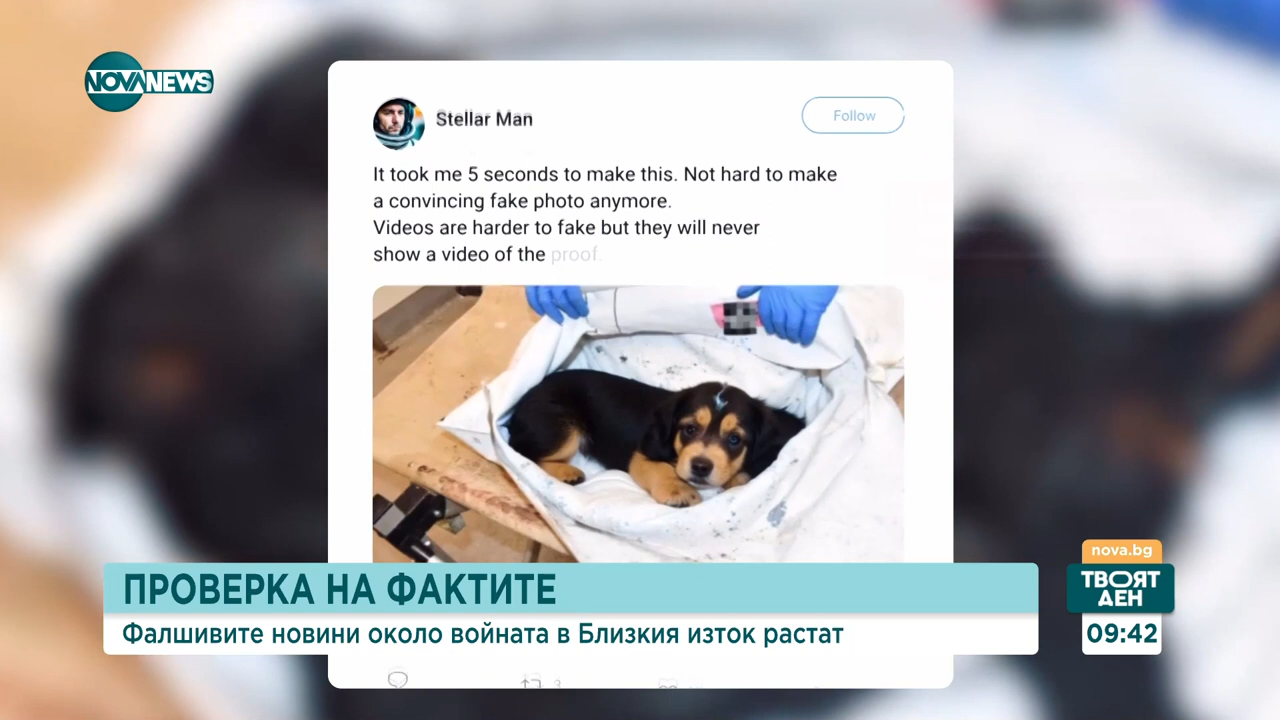 NOVANEWS
Stellar Man
Follow
It took me 5 seconds to make this. Not hard to make
a convincing fake photo anymore.
Videos are harder to fake but they will never
show a video of the proof.
ПРОВЕРКА НА ФАКТИТЕ
Фалшивите новини около войната в Близкия изток растат
nova.bg
ТВОЯТ
ДЕН
09:42
3